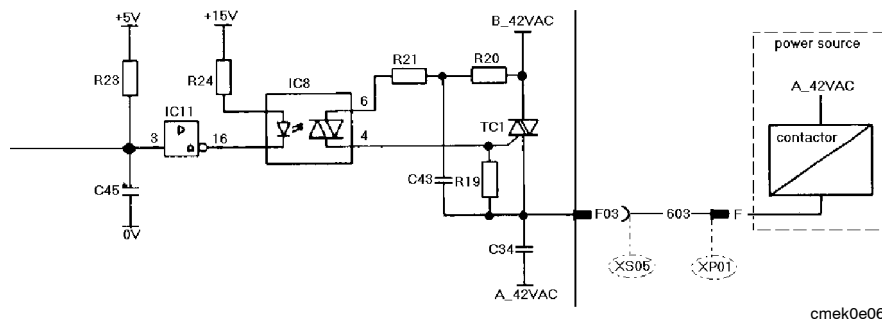 +5V
+15V
B_42VAC
power source
R23
R24
IC8
R21
R20
A_42VAC
IC11
6
4
TC1
3
16
contactor
C45
C43
R19
0V
F03
603
F
C34
XS05
XP01
A_42VAC
cmek0e06